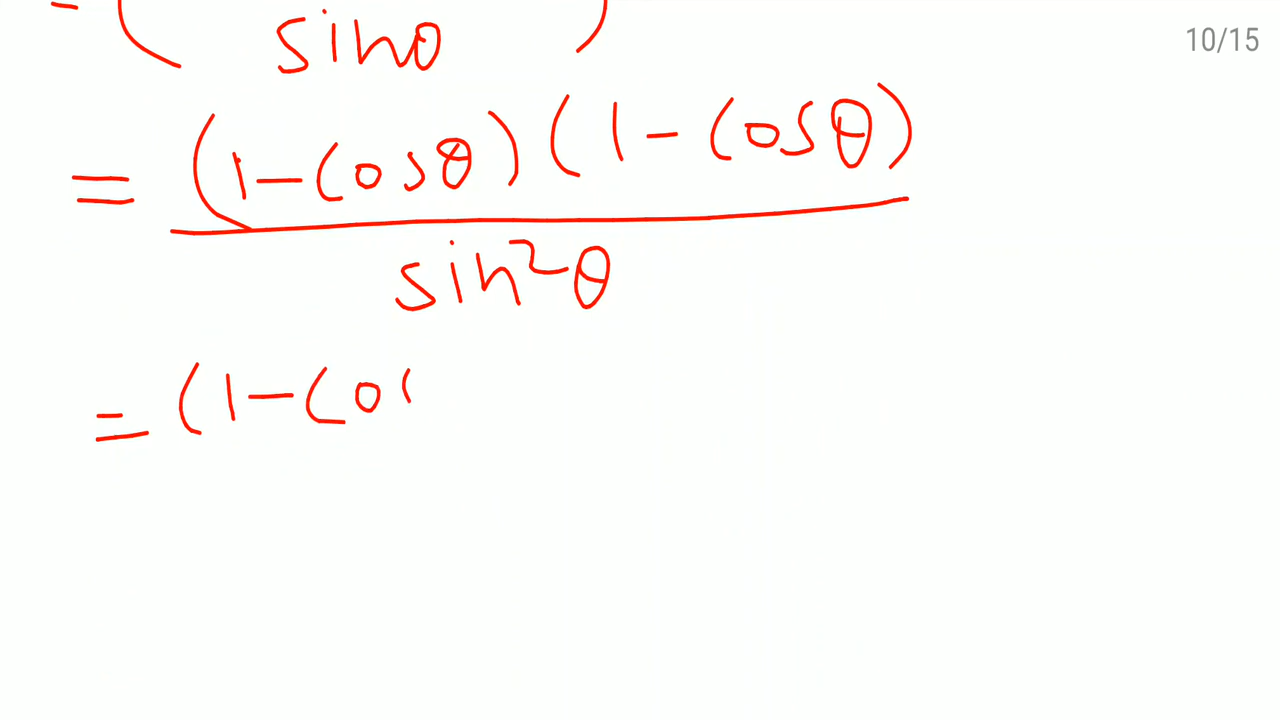 10/15
= ( sinθ )
= (1-cosθ)(1-cosθ)
sin²θ
= (1-co